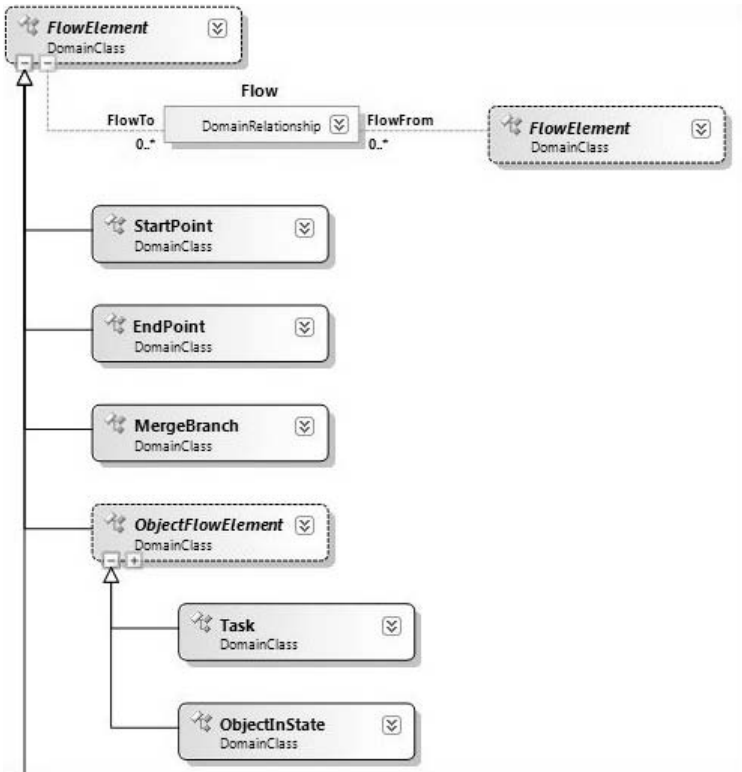 FlowElement
DomainClass
Flow
FlowTo
DomainRelationship
FlowFrom
0..*
0..*
FlowElement
DomainClass
StartPoint
DomainClass
EndPoint
DomainClass
MergeBranch
DomainClass
ObjectFlowElement
DomainClass
Task
DomainClass
ObjectInState
DomainClass